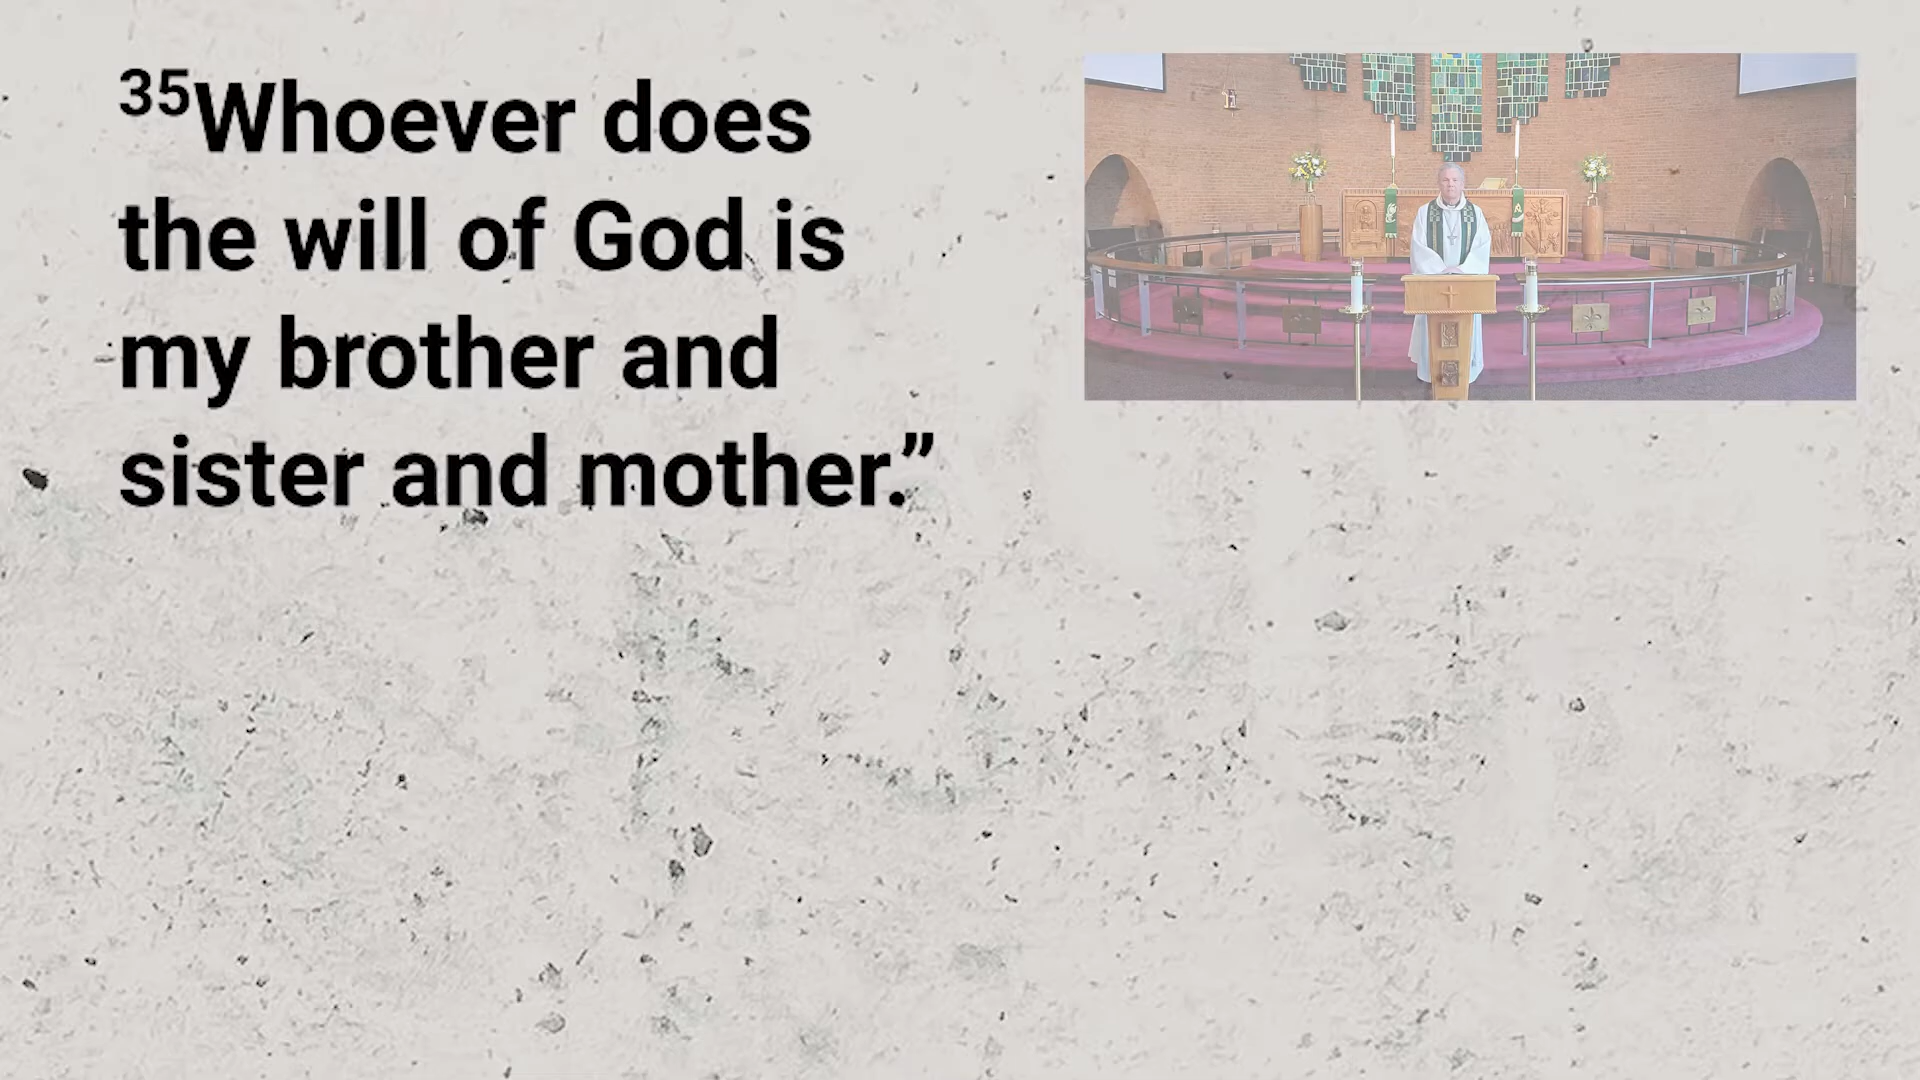 ³⁵Whoever does
the will of God is
my brother and
sister and mother.”